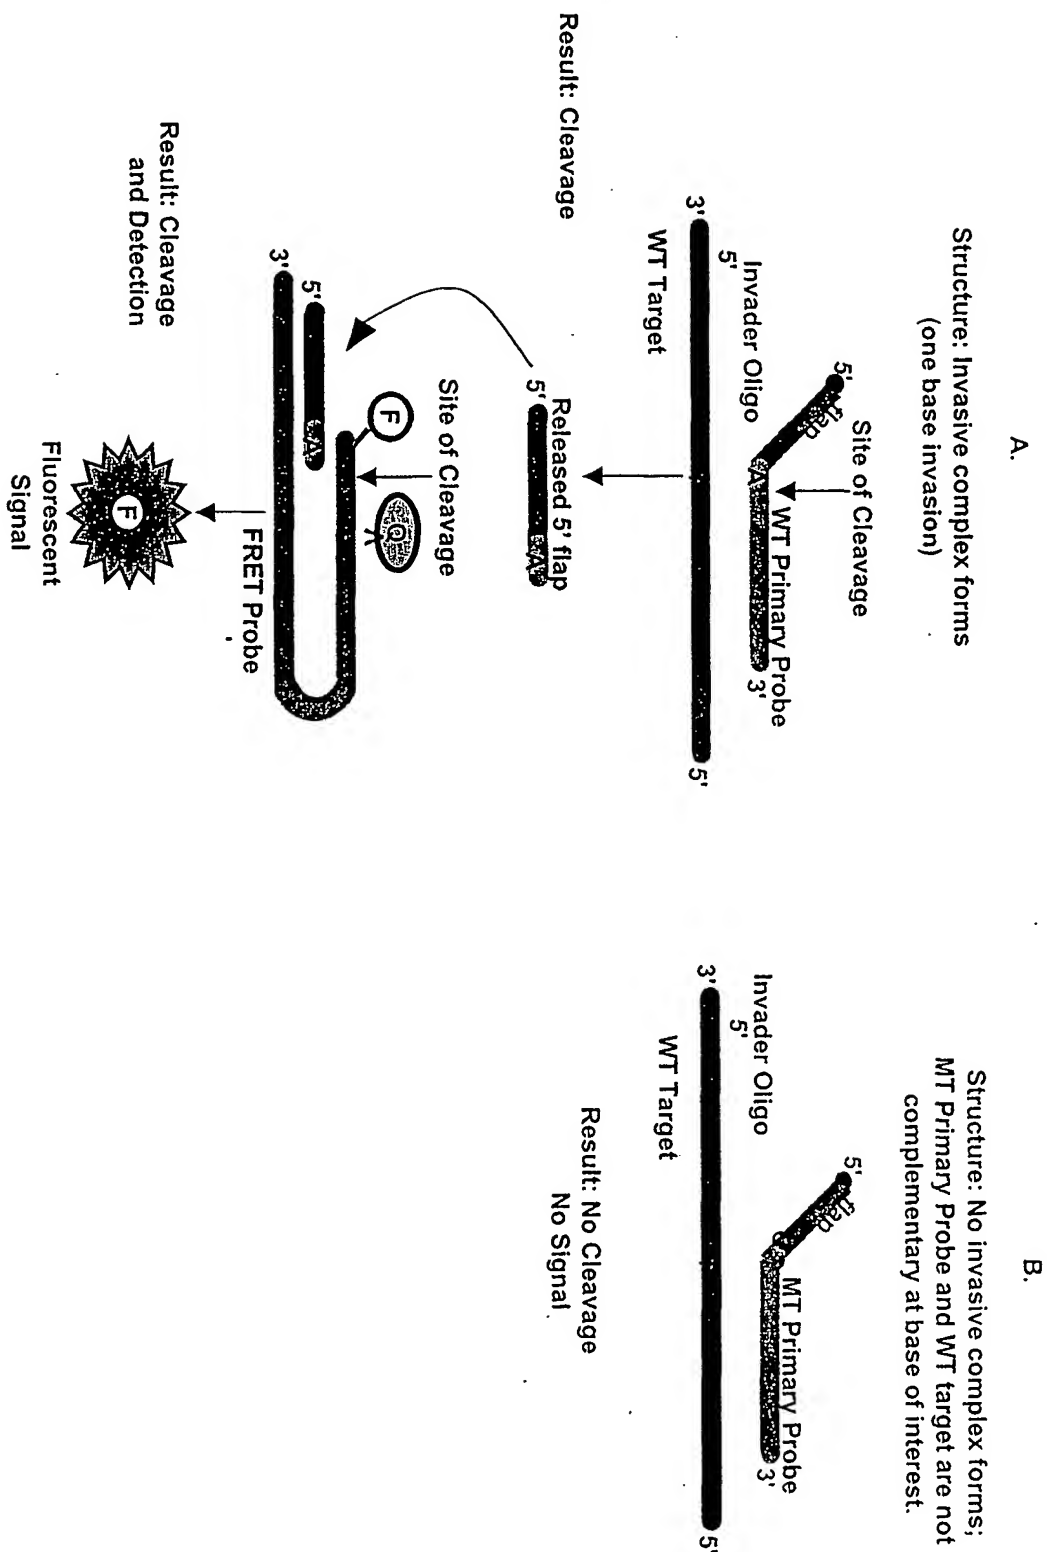 A.
Structure: Invasive complex forms
(one base invasion)
Site of Cleavage
5'
flap
A
WT Primary Probe
3'
Invader Oligo
5'
3'
5'
WT Target
Result: Cleavage
Released 5' flap
5'
A
Site of Cleavage
F
Q
5'
A
3'
FRET Probe
Result: Cleavage
and Detection
F
Fluorescent
Signal
B.
Structure: No invasive complex forms;
MT Primary Probe and WT target are not
complementary at base of interest.
5'
flap
MT Primary Probe
3'
Invader Oligo
5'
3'
5'
WT Target
Result: No Cleavage
No Signal